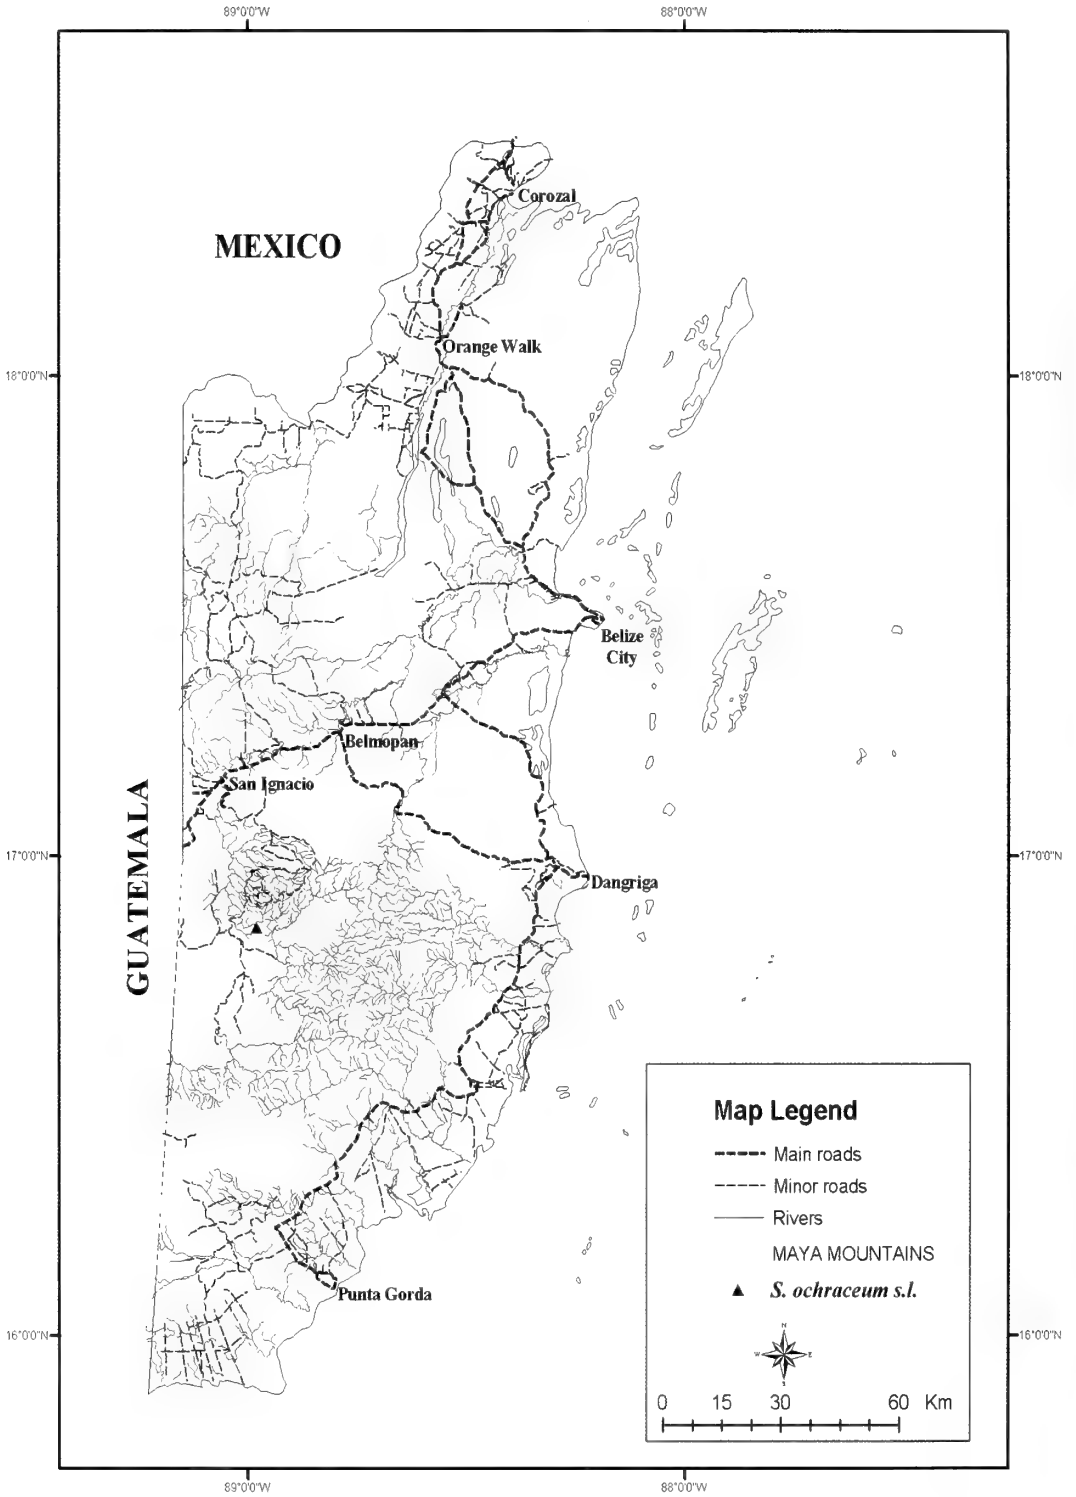 89°0'0"W
88°0'0"W
Corozal
MEXICO
Orange Walk
18°0'0"N
18°0'0"N
Belize
City
Belmopan
San Ignacio
GUATEMALA
17°0'0"N
17°0'0"N
Dangriga
Map Legend
Main roads
Minor roads
Rivers
MAYA MOUNTAINS
S. ochraceum s.l.
Punta Gorda
N
W
E
S
16°0'0"N
16°0'0"N
0 15 30 60 Km
89°0'0"W
88°0'0"W